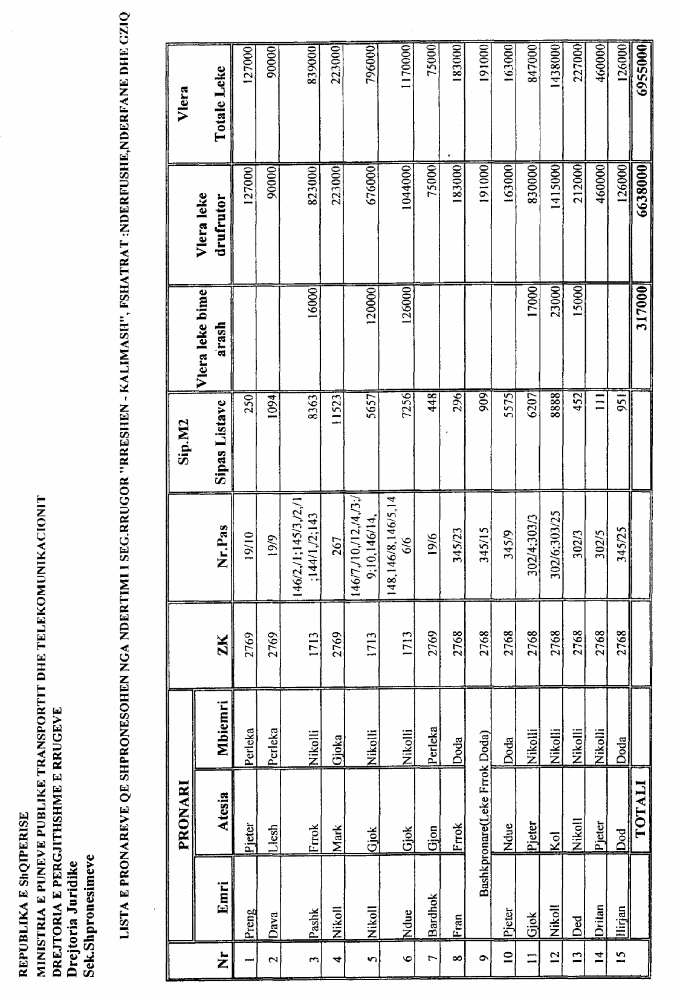 REPUBLIKA E ShQIPERISE
MINISTRIA E PUNEVE PUBLIKE TRANSPORTIT DHE TELEKOMUNIKACIONIT
DREJTORIA E PERGJITHSHME E RRUGEVE
Drejtoria Juridike
Sek.Shpronesimeve
LISTA E PRONAREVE QE SHPRONESOHEN NGA NDERTIMI I SEG.RRUGOR "RRESHEN - KALIMASH", FSHATRAT :NDERFUSHE,NDERFANE DHE GZIQ
PRONARI Sip.M2 Vlera leke bime Vlera leke Vlera
Nr Emri Atesia Mbiemri ZK Nr.Pas Sipas Listave arash drufrutor Totale Leke
1 Preng Pjeter Perleka 2769 19/10 250 127000 127000
2 Dava Llesh Perleka 2769 19/9 1094 90000 90000
146/2,/1;145/3,/2,/1
3 Pashk Frrok Nikolli 1713 ;144/1,/2;143 8363 16000 823000 839000
4 Nikoll Mark Gjoka 2769 267 11523 223000 223000
146/7,/10,/12,/4,/3;/
5 Nikoll Gjok Nikolli 1713 9;10,146/14, 5657 120000 676000 796000
148,146/8,146/5,14
6 Ndue Gjok Nikolli 1713 6/6 7256 126000 1044000 1170000
7 Bardhok Gjon Perleka 2769 19/6 448 75000 75000
8 Fran Frrok Doda 2768 345/23 296 183000 183000
9 Bashkpronare(Leke Frrok Doda) 2768 345/15 909 191000 191000
10 Pjeter Ndue Doda 2768 345/9 5575 163000 163000
11 Gjok Pjeter Nikolli 2768 302/4;303/3 6207 17000 830000 847000
12 Nikoll Kol Nikolli 2768 302/6;303/25 8888 23000 1415000 1438000
13 Ded Nikoll Nikolli 2768 302/3 452 15000 212000 227000
14 Dritan Pjeter Nikolli 2768 302/5 111 460000 460000
15 Ilirjan Dod Doda 2768 345/25 951 126000 126000
TOTALI 317000 6638000 6955000